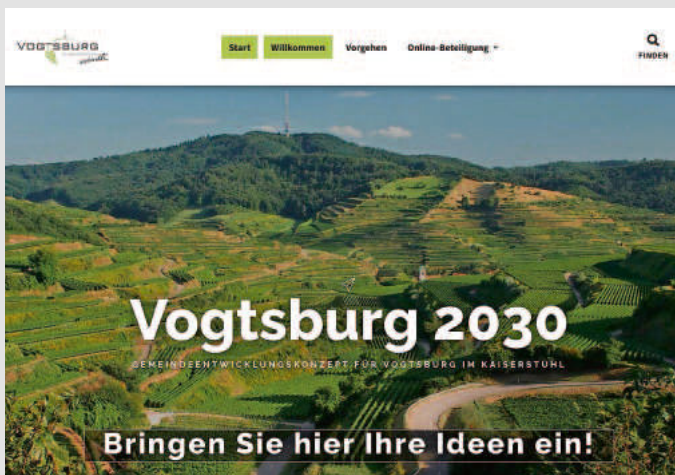 VOGTSBURG
Start Willkommen Vorgehen Online-Beteiligung
FINDEN
Vogtsburg 2030
GEMEINDEENTWICKLUNGSKONZEPT FÜR VOGTSBURG IM KAISERSTUHL
Bringen Sie hier Ihre Ideen ein!